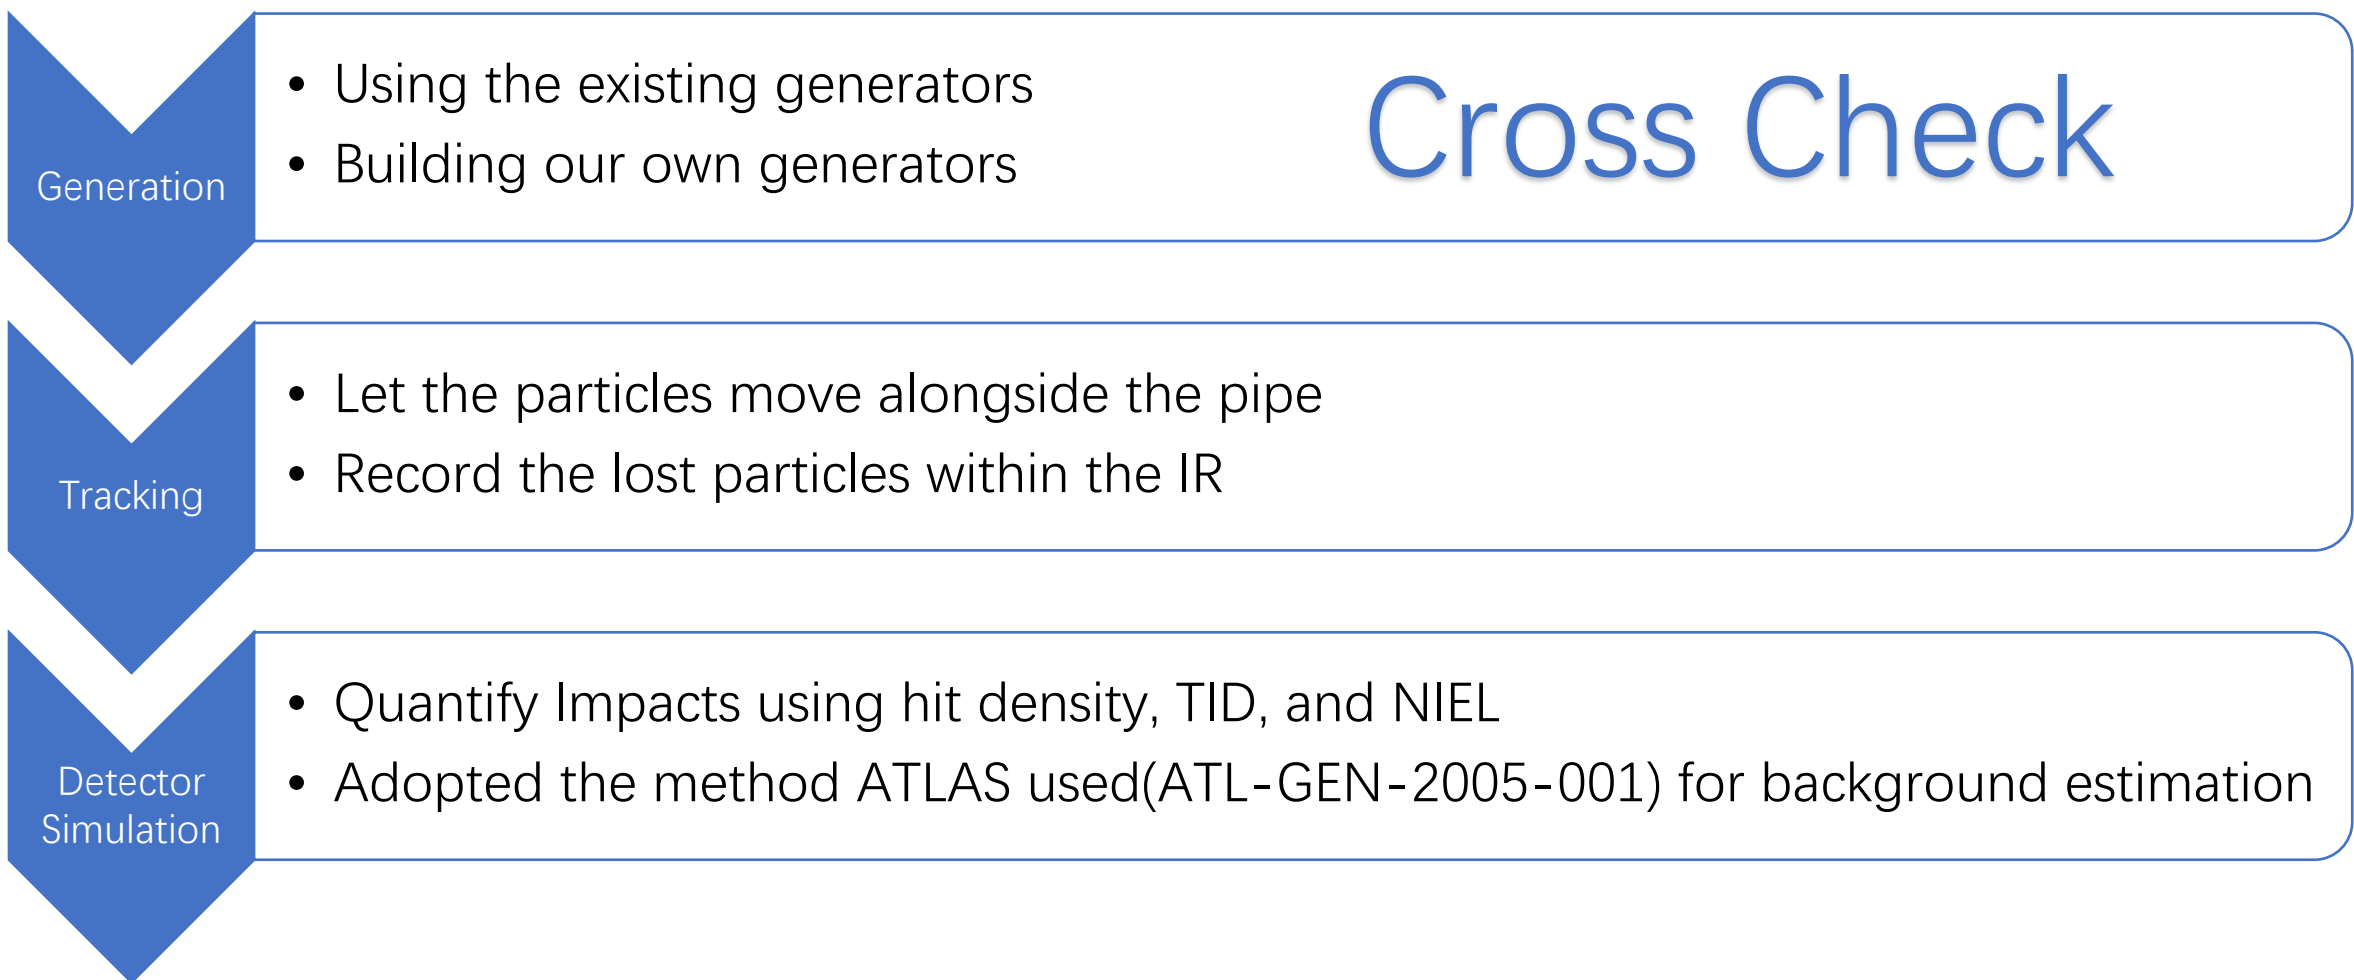 Generation
• Using the existing generators
• Building our own generators
Cross Check
Tracking
• Let the particles move alongside the pipe
• Record the lost particles within the IR
Detector
Simulation
• Quantify Impacts using hit density, TID, and NIEL
• Adopted the method ATLAS used(ATL-GEN-2005-001) for background estimation